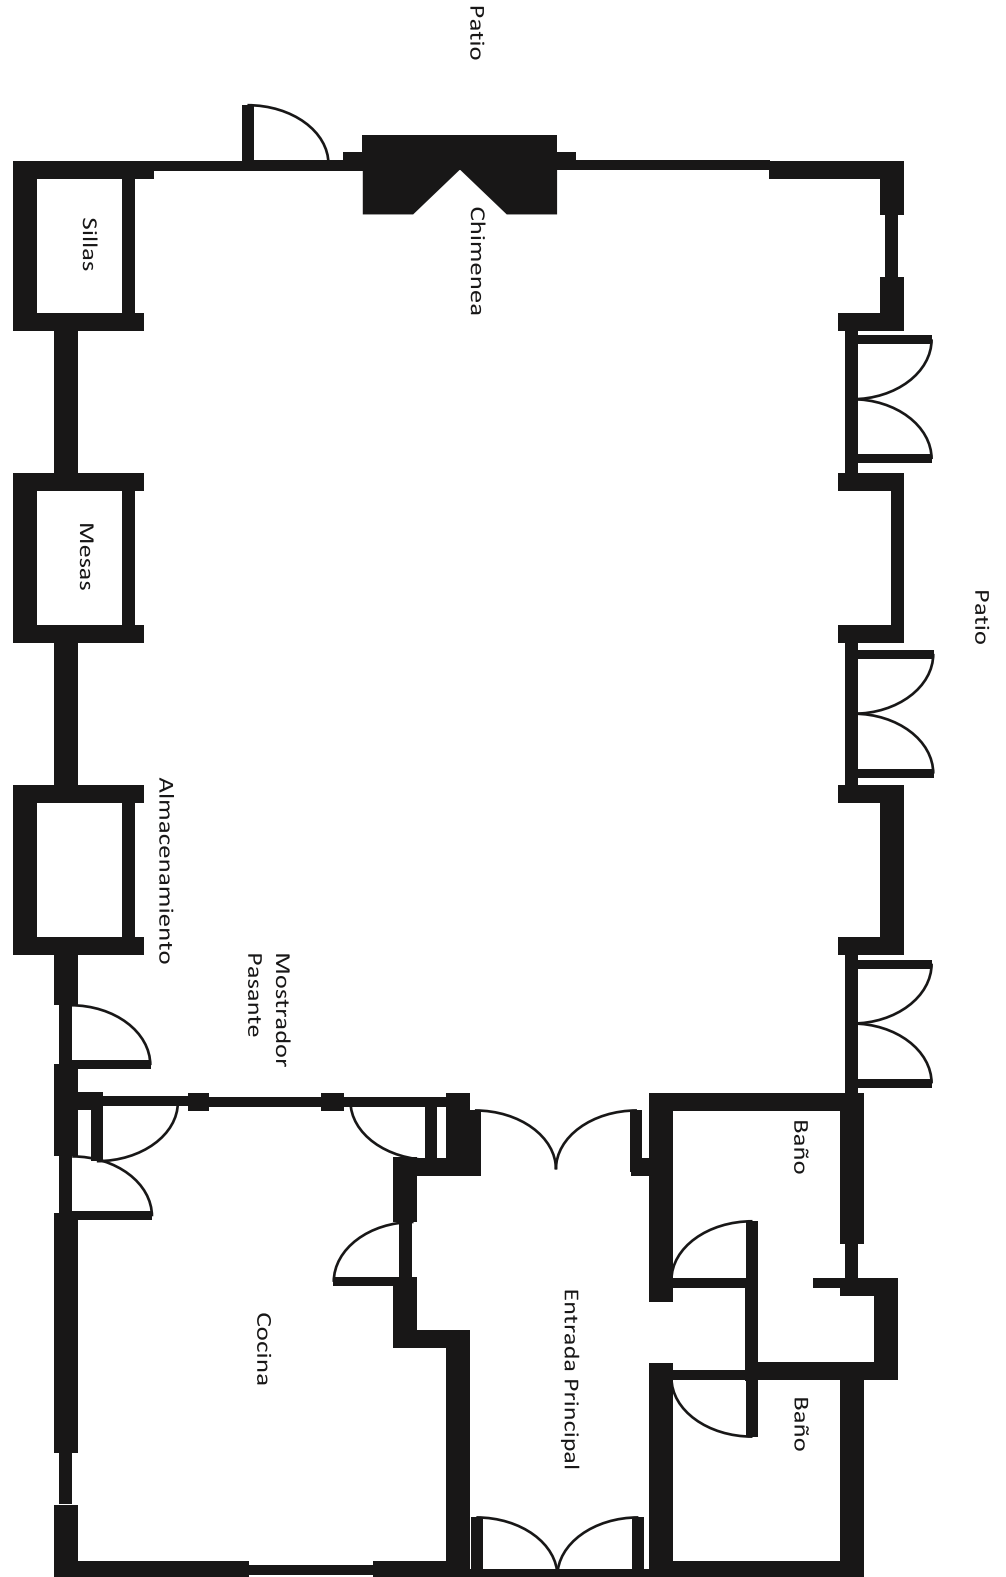 Patio
Chimenea
Sillas
Mesas
Patio
Almacenamiento
Mostrador
Pasante
Baño
Entrada Principal
Cocina
Baño